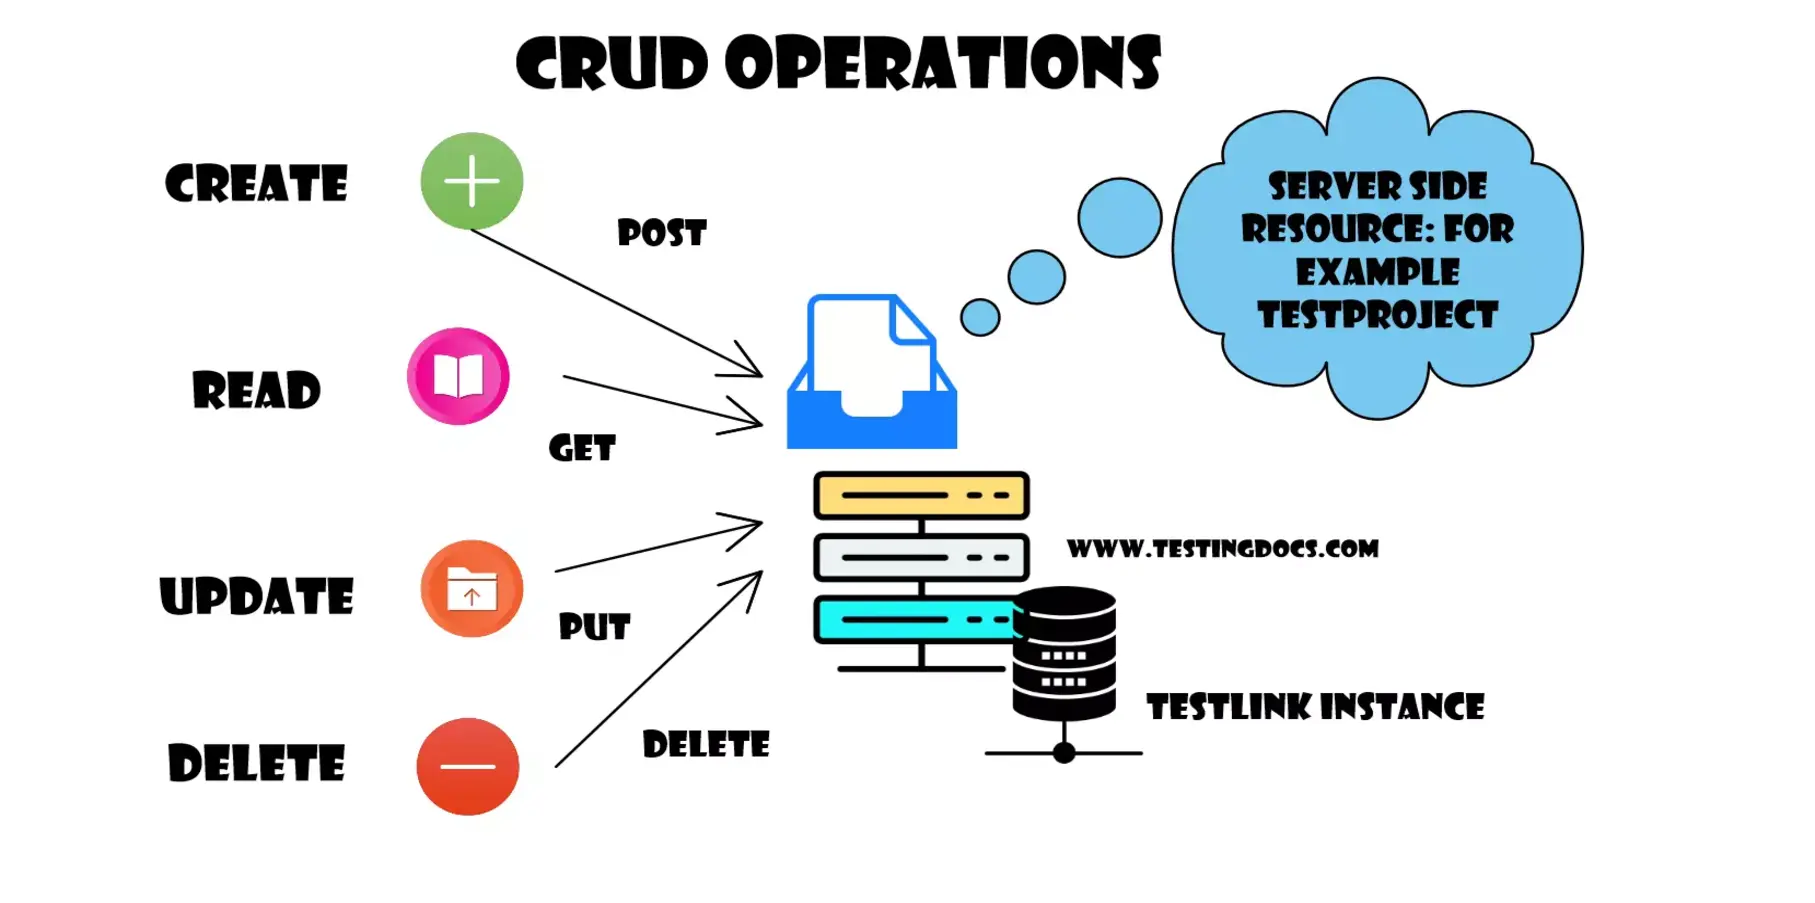 CRUD OPERATIONS
CREATE
POST
SERVER SIDE
RESOURCE: FOR
EXAMPLE
TESTPROJECT
READ
GET
UPDATE
PUT
WWW.TESTINGDOCS.COM
DELETE
DELETE
TESTLINK INSTANCE